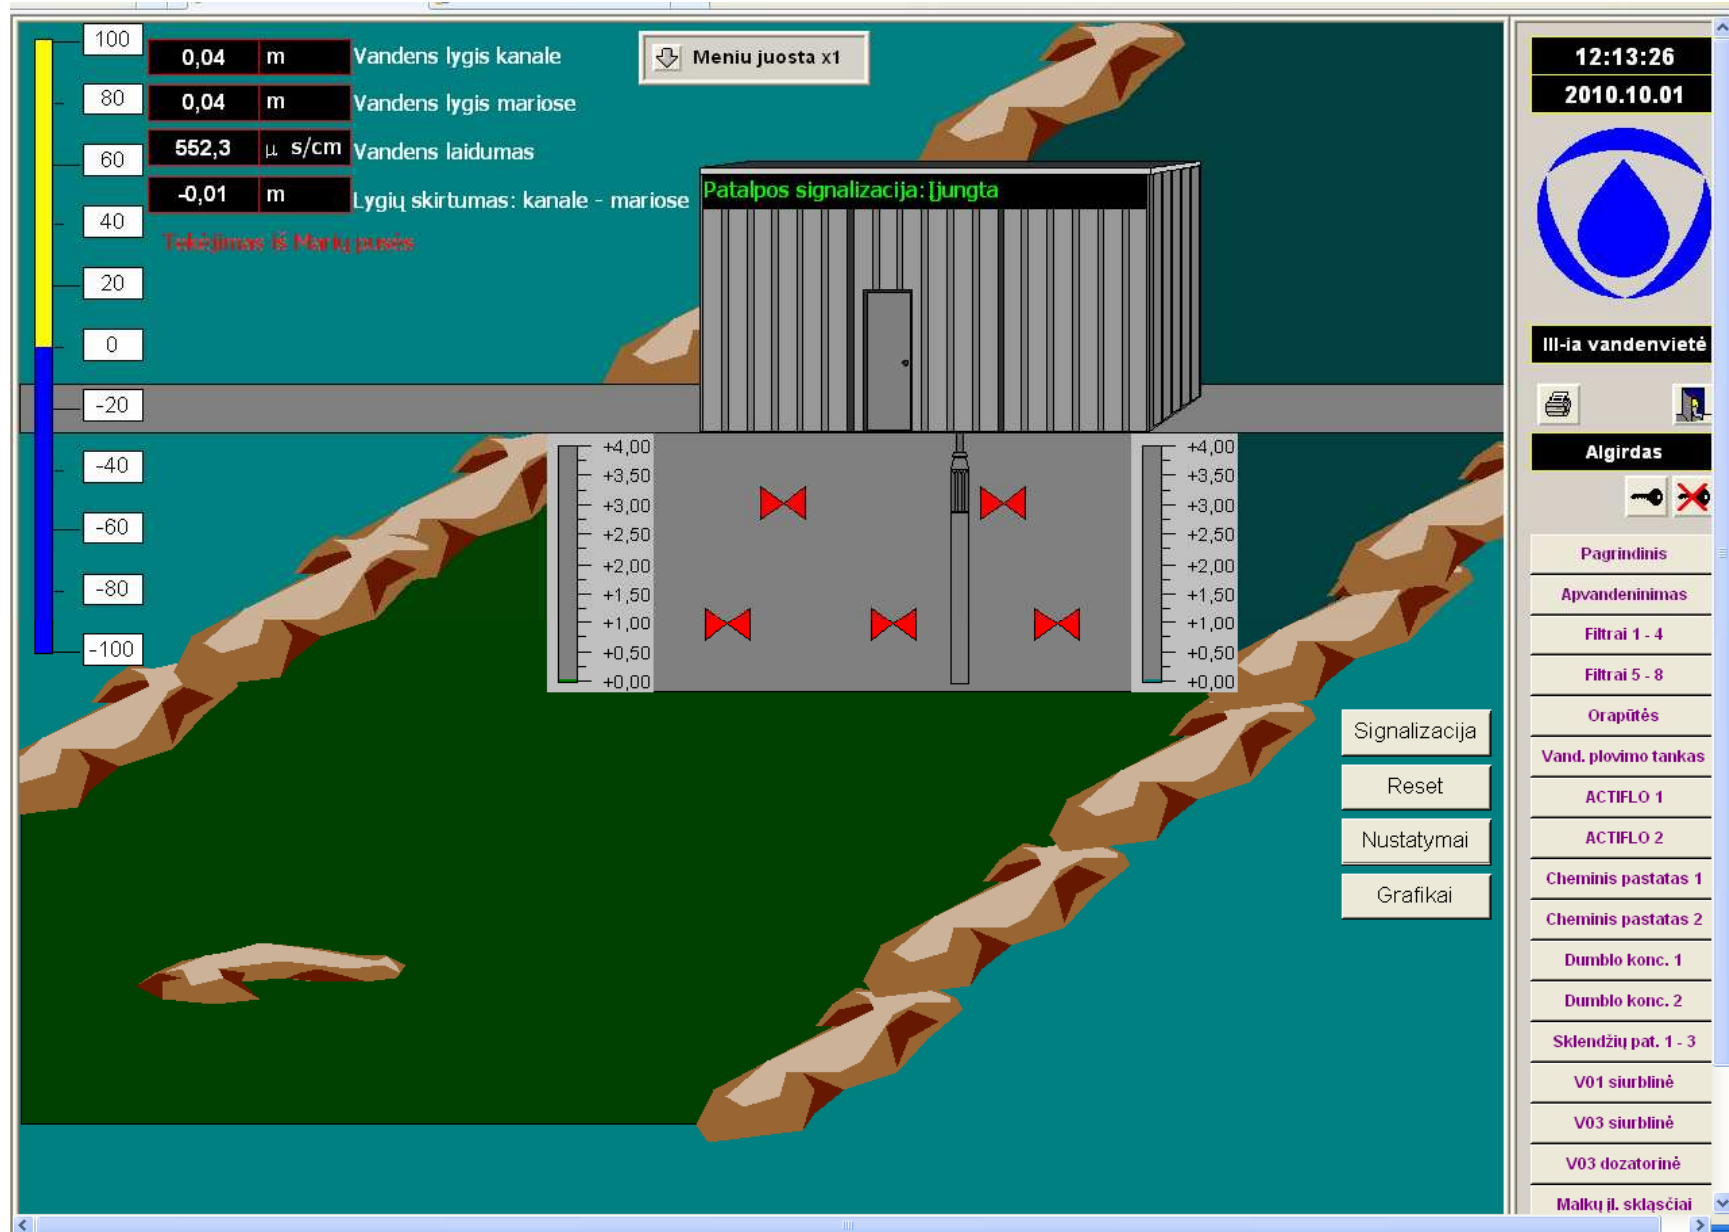 100
80
60
40
20
0
-20
-40
-60
-80
-100
0,04 m Vandens lygis kanale
0,04 m Vandens lygis mariose
552,3 μ s/cm Vandens laidumas
-0,01 m Lygių skirtumas: kanale - mariose
Tekėjimas iš Marių pusės
Meniu juosta x1
Patalpos signalizacija: Įjungta
+4,00
+3,50
+3,00
+2,50
+2,00
+1,50
+1,00
+0,50
+0,00
+4,00
+3,50
+3,00
+2,50
+2,00
+1,50
+1,00
+0,50
+0,00
Signalizacija
Reset
Nustatymai
Grafikai
12:13:26
2010.10.01
III-ia vandenvietė
Algirdas
Pagrindinis
Apvandeninimas
Filtrai 1 - 4
Filtrai 5 - 8
Orapūtės
Vand. plovimo tankas
ACTIFLO 1
ACTIFLO 2
Cheminis pastatas 1
Cheminis pastatas 2
Dumblo konc. 1
Dumblo konc. 2
Sklendžių pat. 1 - 3
V01 siurblinė
V03 siurblinė
V03 dozatorinė
Malkų įl. skląsčiai